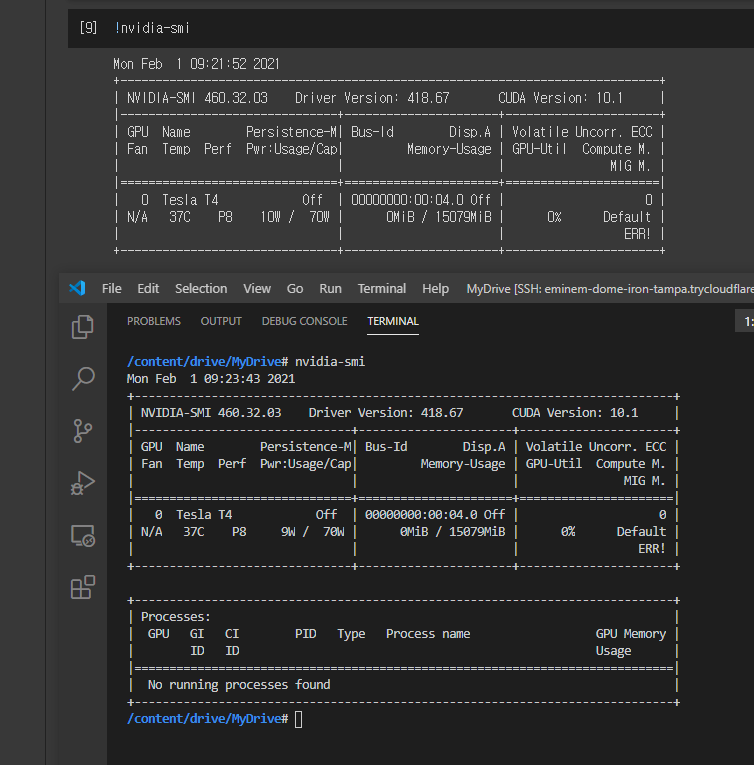 [9] !nvidia-smi
Mon Feb  1 09:21:52 2021
+-----------------------------------------------------------------------------+
| NVIDIA-SMI 460.32.03    Driver Version: 418.67       CUDA Version: 10.1     |
|-------------------------------+----------------------+----------------------+
| GPU  Name        Persistence-M| Bus-Id        Disp.A | Volatile Uncorr. ECC |
| Fan  Temp  Perf  Pwr:Usage/Cap|         Memory-Usage | GPU-Util  Compute M. |
|                               |                      |               MIG M. |
|===============================+======================+======================|
|   0  Tesla T4            Off  | 00000000:00:04.0 Off |                    0 |
| N/A   37C    P8    10W /  70W |      0MiB / 15079MiB |      0%      Default |
|                               |                      |                 ERR! |
+-------------------------------+----------------------+----------------------+
File Edit Selection View Go Run Terminal Help MyDrive [SSH: eminem-dome-iron-tampa.trycloudflare
PROBLEMS OUTPUT DEBUG CONSOLE TERMINAL 1:
/content/drive/MyDrive# nvidia-smi
Mon Feb  1 09:23:43 2021
+-----------------------------------------------------------------------------+
| NVIDIA-SMI 460.32.03    Driver Version: 418.67       CUDA Version: 10.1     |
|-------------------------------+----------------------+----------------------+
| GPU  Name        Persistence-M| Bus-Id        Disp.A | Volatile Uncorr. ECC |
| Fan  Temp  Perf  Pwr:Usage/Cap|         Memory-Usage | GPU-Util  Compute M. |
|                               |                      |               MIG M. |
|===============================+======================+======================|
|   0  Tesla T4            Off  | 00000000:00:04.0 Off |                    0 |
| N/A   37C    P8     9W /  70W |      0MiB / 15079MiB |      0%      Default |
|                               |                      |                 ERR! |
+-------------------------------+----------------------+----------------------+
+-----------------------------------------------------------------------------+
| Processes:                                                                  |
|  GPU   GI   CI        PID   Type   Process name                  GPU Memory |
|        ID   ID                                                   Usage      |
|=============================================================================|
|  No running processes found                                                 |
+-----------------------------------------------------------------------------+
/content/drive/MyDrive#